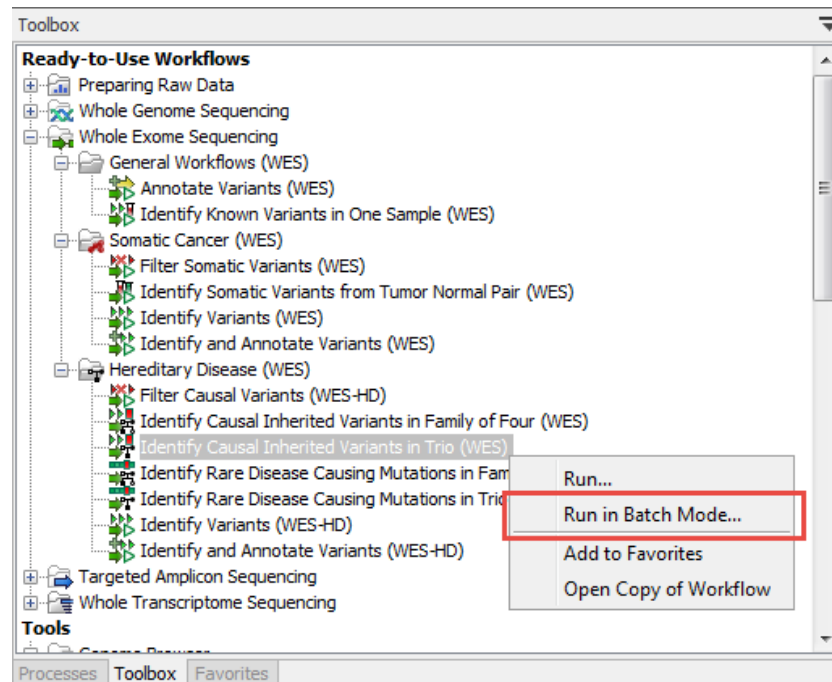 Toolbox
Ready-to-Use Workflows
Preparing Raw Data
Whole Genome Sequencing
Whole Exome Sequencing
General Workflows (WES)
Annotate Variants (WES)
Identify Known Variants in One Sample (WES)
Somatic Cancer (WES)
Filter Somatic Variants (WES)
Identify Somatic Variants from Tumor Normal Pair (WES)
Identify Variants (WES)
Identify and Annotate Variants (WES)
Hereditary Disease (WES)
Filter Causal Variants (WES-HD)
Identify Causal Inherited Variants in Family of Four (WES)
Identify Causal Inherited Variants in Trio (WES)
Identify Rare Disease Causing Mutations in Fam
Identify Rare Disease Causing Mutations in Trio
Identify Variants (WES-HD)
Identify and Annotate Variants (WES-HD)
Run...
Run in Batch Mode...
Add to Favorites
Open Copy of Workflow
Targeted Amplicon Sequencing
Whole Transcriptome Sequencing
Tools
Genome Browser
Processes Toolbox Favorites